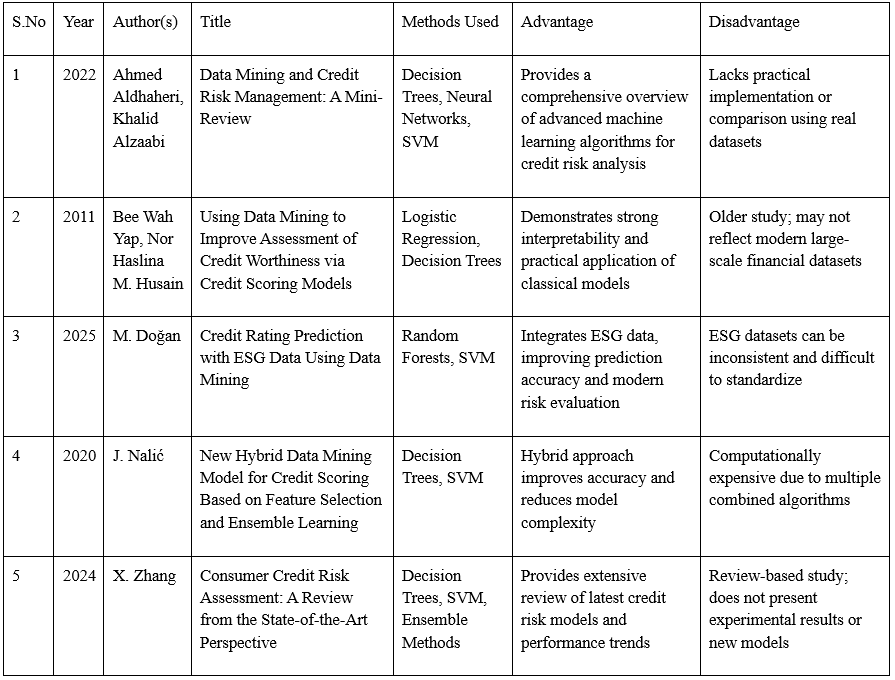 S.No Year Author(s) Title Methods Used Advantage Disadvantage
1 2022 Ahmed Data Mining and Credit Decision Provides a Lacks practical
Aldhaheri, Risk Management: A Mini- Trees, Neural comprehensive overview implementation or
Khalid Review Networks, of advanced machine comparison using real
Alzaabi SVM learning algorithms for datasets
credit risk analysis
2 2011 Bee Wah Using Data Mining to Logistic Demonstrates strong Older study; may not
Yap, Nor Improve Assessment of Regression, interpretability and reflect modern large-
Haslina Credit Worthiness via Decision Trees practical application of scale financial datasets
M. Husain Credit Scoring Models classical models
3 2025 M. Doğan Credit Rating Prediction Random Integrates ESG data, ESG datasets can be
with ESG Data Using Data Forests, SVM improving prediction inconsistent and difficult
Mining accuracy and modern to standardize
risk evaluation
4 2020 J. Nalić New Hybrid Data Mining Decision Hybrid approach Computationally
Model for Credit Scoring Trees, SVM improves accuracy and expensive due to multiple
Based on Feature Selection reduces model combined algorithms
and Ensemble Learning complexity
5 2024 X. Zhang Consumer Credit Risk Decision Provides extensive Review-based study;
Assessment: A Review Trees, SVM, review of latest credit does not present
from the State-of-the-Art Ensemble risk models and experimental results or
Perspective Methods performance trends new models